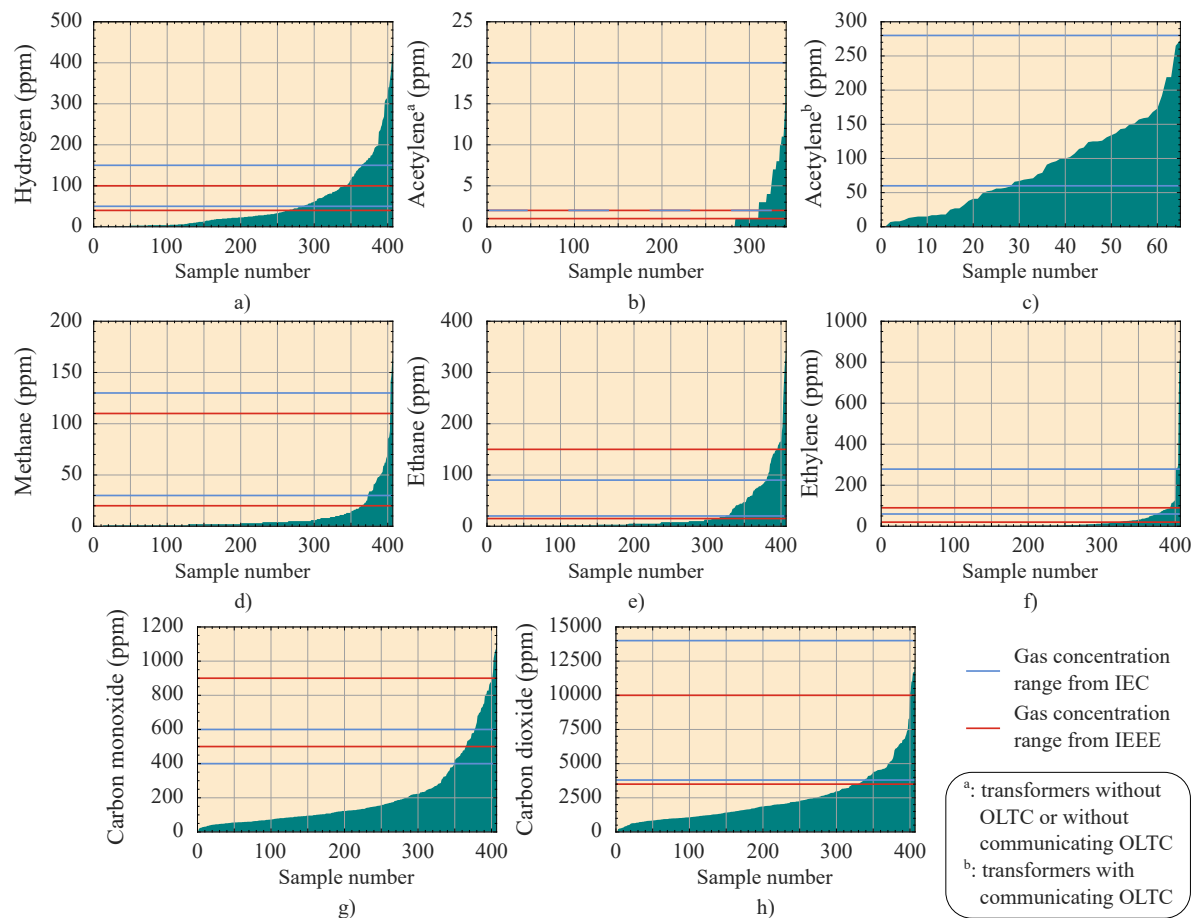 500
400
300
200
100
0
Hydrogen (ppm)
0 100 200 300 400
Sample number
a)
25
20
15
10
5
0
Acetyleneᵃ (ppm)
0 100 200 300
Sample number
b)
300
250
200
150
100
50
0
Acetyleneᵇ (ppm)
0 10 20 30 40 50 60
Sample number
c)
200
150
100
50
0
Methane (ppm)
0 100 200 300 400
Sample number
d)
400
300
200
100
0
Ethane (ppm)
0 100 200 300 400
Sample number
e)
1000
800
600
400
200
0
Ethylene (ppm)
0 100 200 300 400
Sample number
f)
1200
1000
800
600
400
200
0
Carbon monoxide (ppm)
0 100 200 300 400
Sample number
g)
15000
12500
10000
7500
5000
2500
0
Carbon dioxide (ppm)
0 100 200 300 400
Sample number
h)
Gas concentration
range from IEC
Gas concentration
range from IEEE
ᵃ: transformers without
OLTC or without
communicating OLTC
ᵇ: transformers with
communicating OLTC